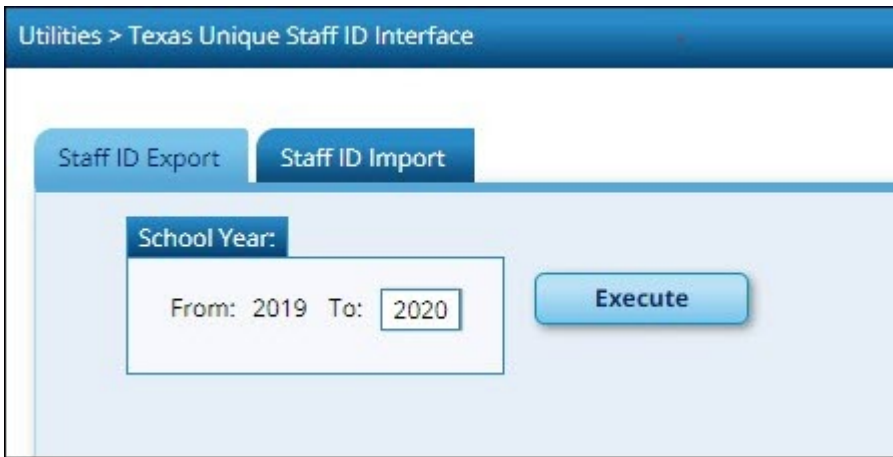 Utilities > Texas Unique Staff ID Interface
Staff ID Export Staff ID Import
School Year:
From: 2019 To: 2020 Execute